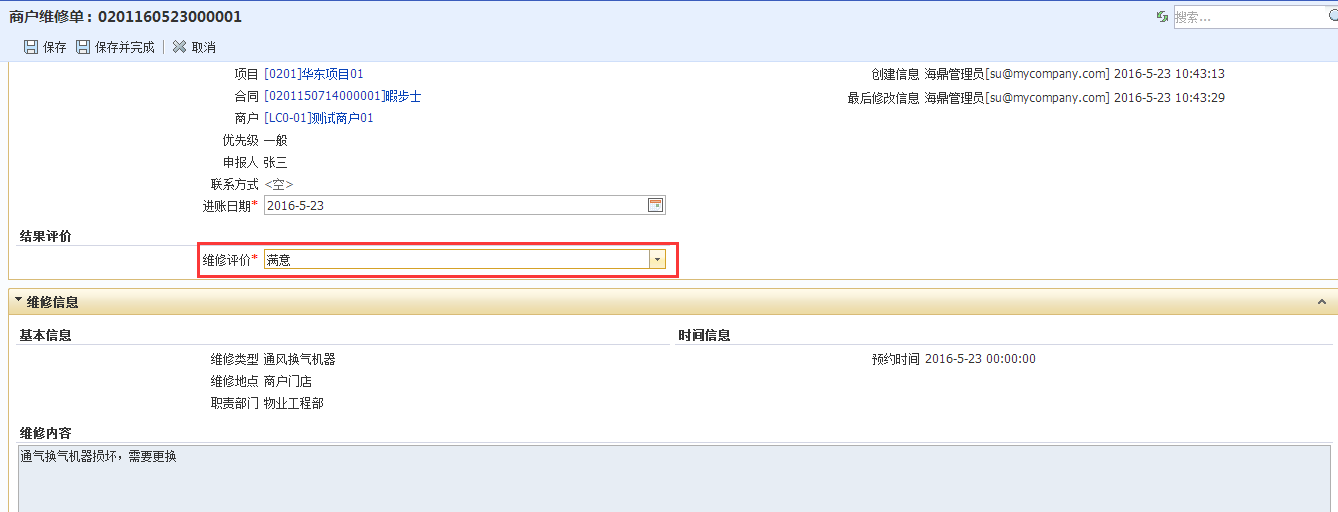 商户维修单：0201160523000001
搜索...
保存 保存并完成 取消
项目 [0201]华东项目01
创建信息 海鼎管理员[su@mycompany.com] 2016-5-23 10:43:13
合同 [0201150714000001]暇步士
最后修改信息 海鼎管理员[su@mycompany.com] 2016-5-23 10:43:29
商户 [LC0-01]测试商户01
优先级 一般
申报人 张三
联系方式 <空>
进账日期* 2016-5-23
结果评价
维修评价* 满意
维修信息
基本信息
时间信息
维修类型 通风换气机器
预约时间 2016-5-23 00:00:00
维修地点 商户门店
职责部门 物业工程部
维修内容
通气换气机器损坏，需要更换